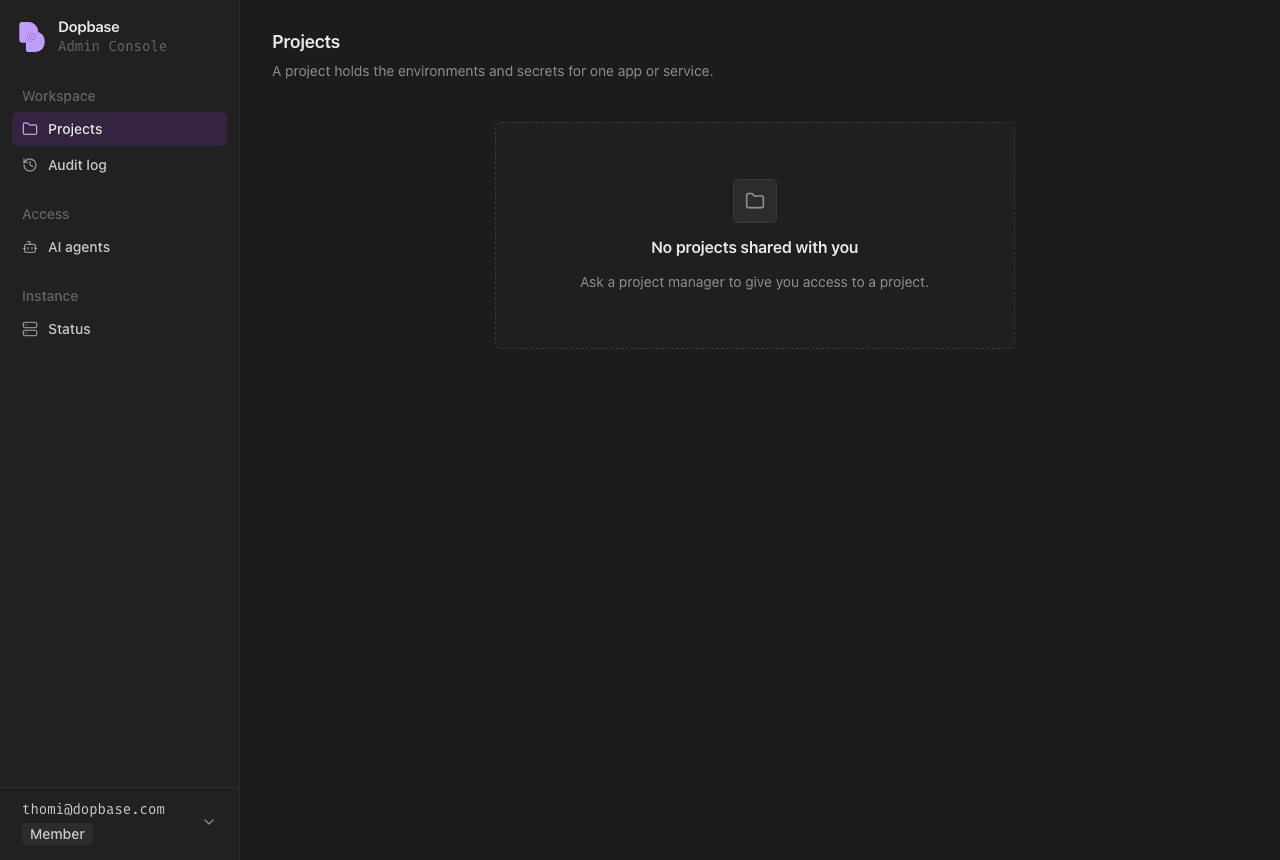 Dopbase
Admin Console
Workspace
Projects
Audit log
Access
AI agents
Instance
Status
thomi@dopbase.com
Member
Projects
A project holds the environments and secrets for one app or service.
No projects shared with you
Ask a project manager to give you access to a project.